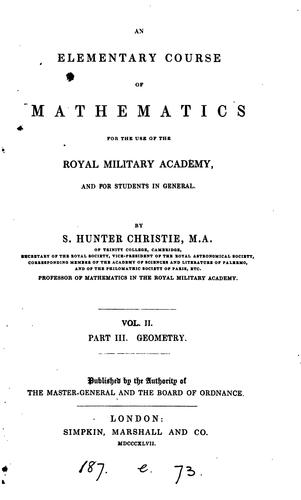 AN
ELEMENTARY COURSE
OF
MATHEMATICS
FOR THE USE OF THE
ROYAL MILITARY ACADEMY,
AND FOR STUDENTS IN GENERAL.
BY
S. HUNTER CHRISTIE, M.A.
OF TRINITY COLLEGE, CAMBRIDGE,
SECRETARY OF THE ROYAL SOCIETY, VICE-PRESIDENT OF THE ROYAL ASTRONOMICAL SOCIETY,
CORRESPONDING MEMBER OF THE ACADEMY OF SCIENCES AND LITERATURE OF PALERMO,
AND OF THE PHILOMATHIC SOCIETY OF PARIS, ETC.
PROFESSOR OF MATHEMATICS IN THE ROYAL MILITARY ACADEMY.
VOL. II.
PART III. GEOMETRY.
Published by the Authority of
THE MASTER-GENERAL AND THE BOARD OF ORDNANCE.
LONDON:
SIMPKIN, MARSHALL AND CO.
MDCCCXLVII.
187. e. 73.